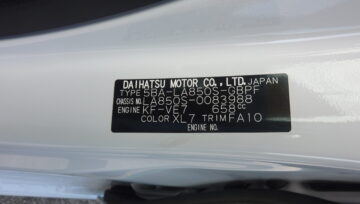 DAIHATSU MOTOR CO., LTD. JAPAN
TYPE 5BA-LA850S-GBPF
CHASSIS NO. LA850S-0083988
ENGINE KF-VE7 658cc
COLOR XL7 TRIM FA10
ENGINE NO.